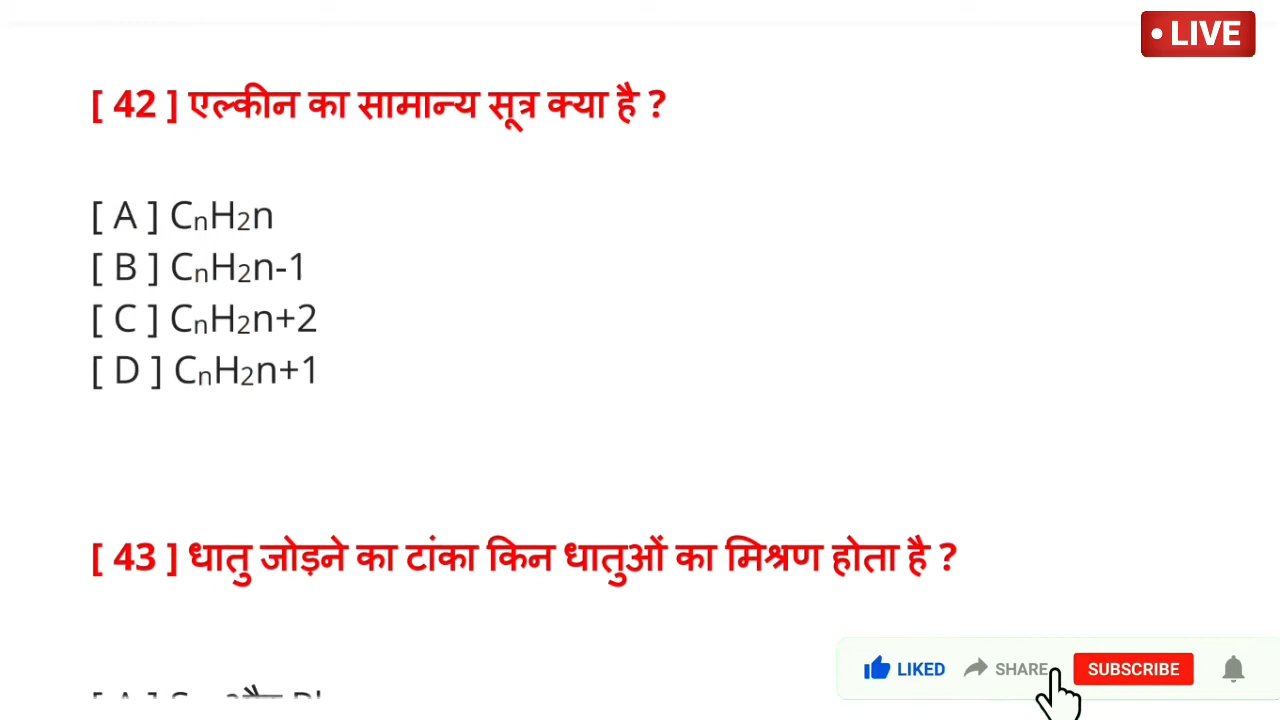 • LIVE
[ 42 ] एल्कीन का सामान्य सूत्र क्या है ?
[ A ] CₙH₂n
[ B ] CₙH₂n-1
[ C ] CₙH₂n+2
[ D ] CₙH₂n+1
[ 43 ] धातु जोड़ने का टांका किन धातुओं का मिश्रण होता है ?
LIKED SHARE SUBSCRIBE